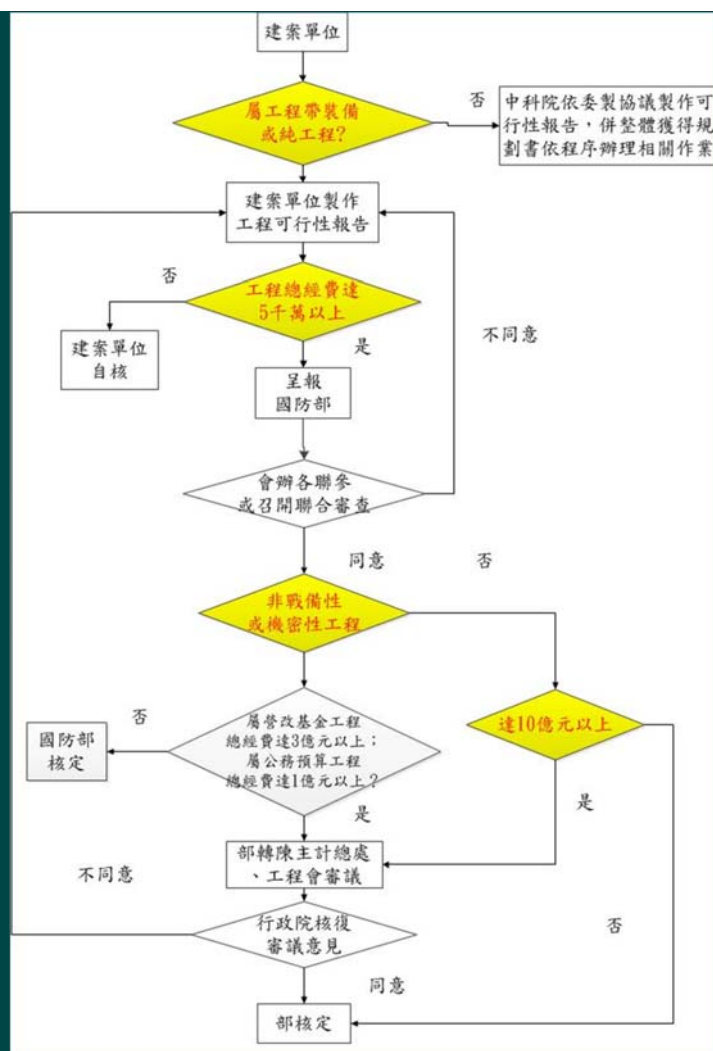 建案單位
屬工程帶裝備
或純工程?
否
中科院依委製協議製作可
行性報告，併整體獲得規
劃書依程序辦理相關作業
建案單位製作
工程可行性報告
否
工程總經費達
5千萬以上
不同意
建案單位
自核
是
呈報
國防部
會辦各聯參
或召開聯合審查
同意
否
非戰備性
或機密性工程
否
屬營改基金工程
總經費達3億元以上；
屬公務預算工程
總經費達1億元以上？
達10億元以上
國防部
核定
是
是
部轉陳主計總處
、工程會審議
不同意
行政院核復
審議意見
否
同意
部核定